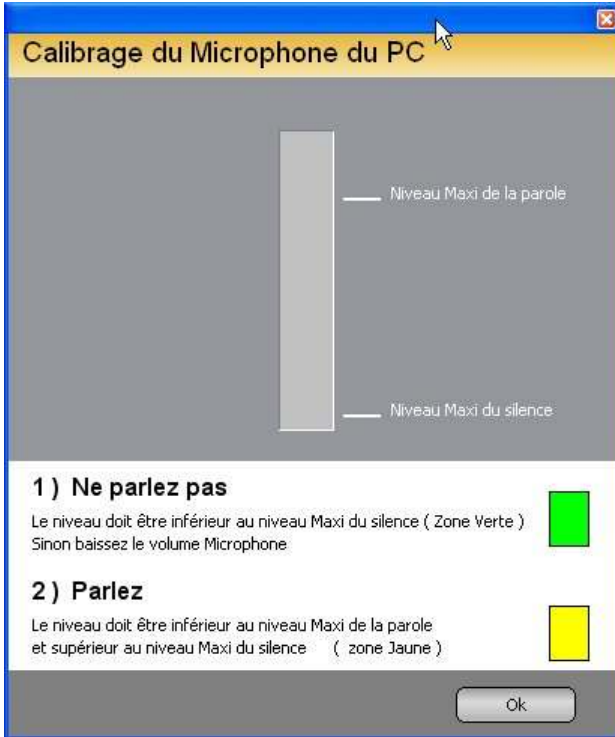 Calibrage du Microphone du PC
Niveau Maxi de la parole
Niveau Maxi du silence
1 ) Ne parlez pas
Le niveau doit être inférieur au niveau Maxi du silence ( Zone Verte )
Sinon baissez le volume Microphone
2 ) Parlez
Le niveau doit être inférieur au niveau Maxi de la parole
et supérieur au niveau Maxi du silence ( zone Jaune )
Ok